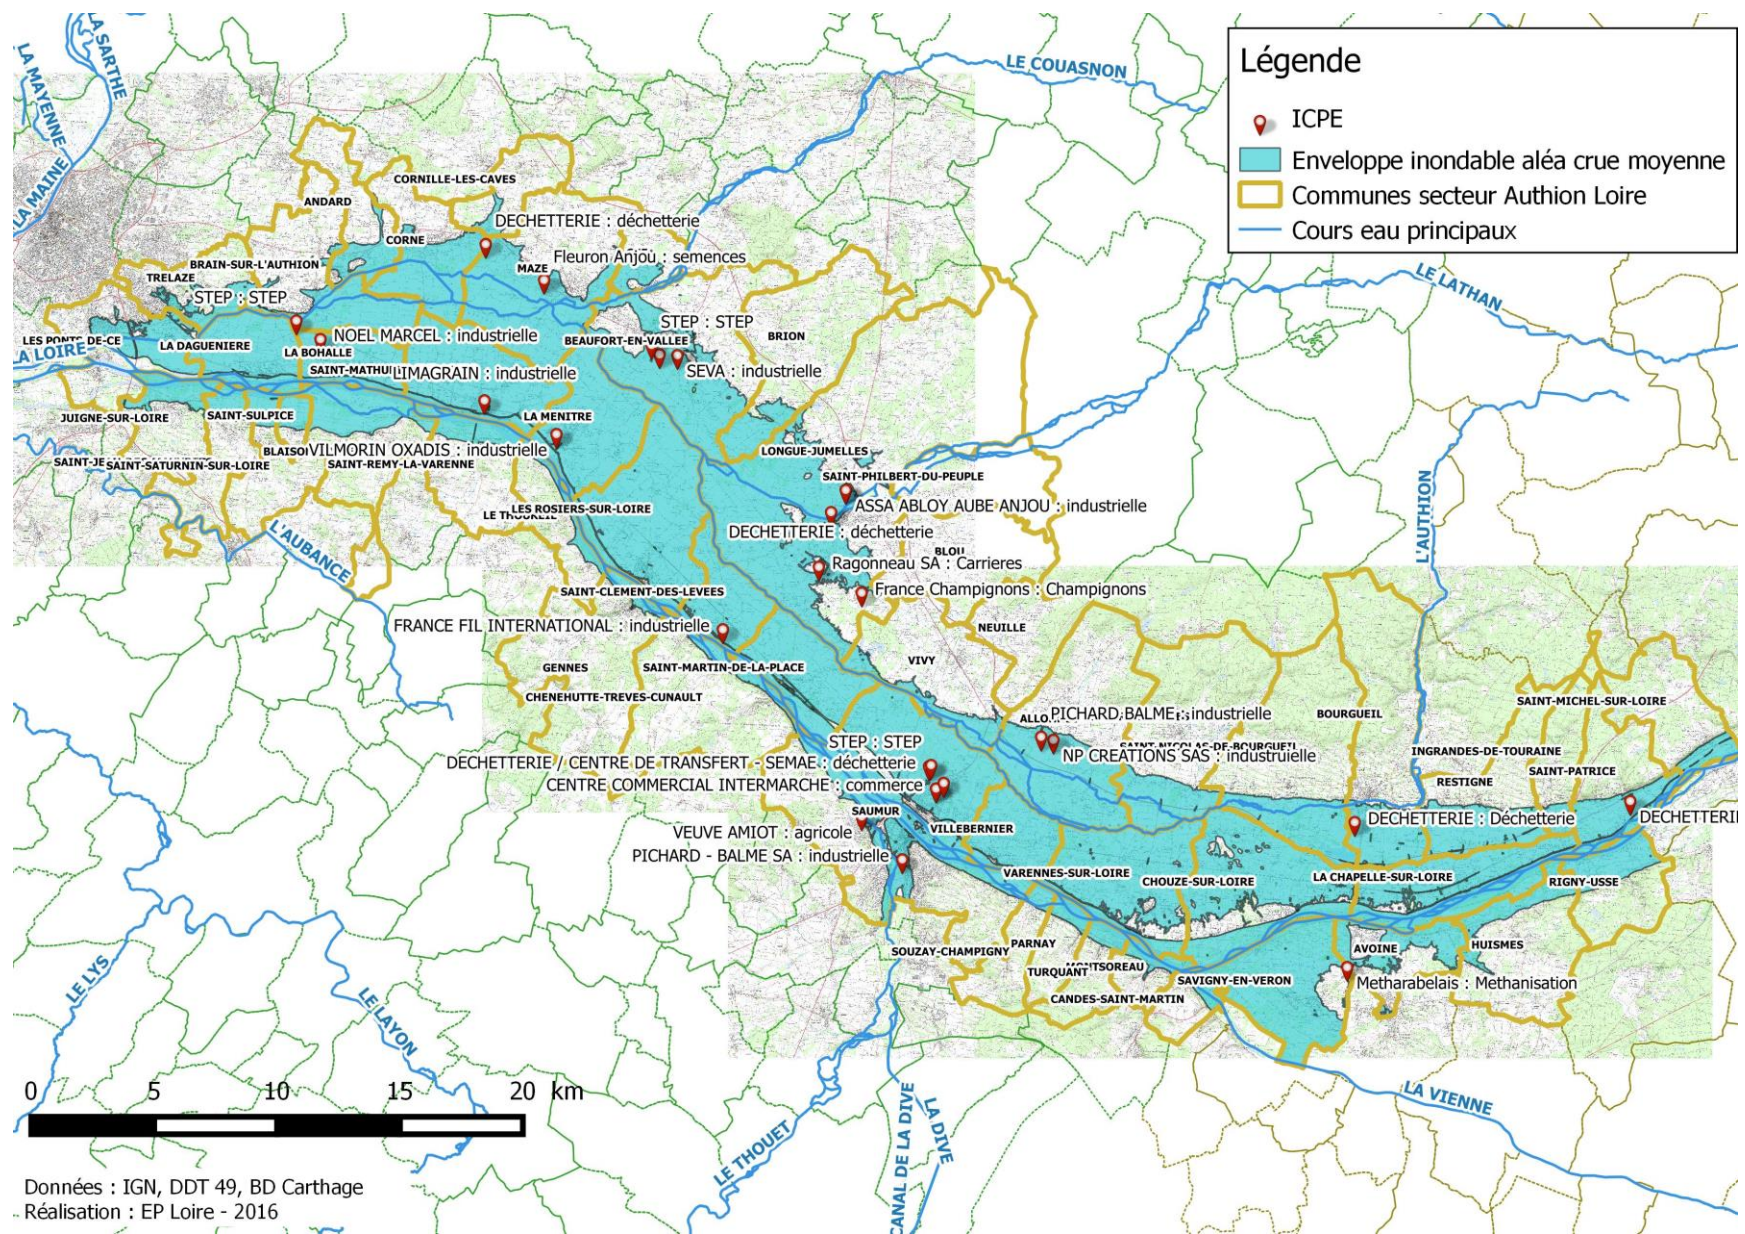 Légende
ICPE
Enveloppe inondable aléa crue moyenne
Communes secteur Authion Loire
Cours eau principaux
LA SARTHE
LA MAYENNE
LA MAINE
LE COUASNON
CORNILLE-LES-CAVES
ANDARD
DECHETTERIE : déchetterie
CORNE
Fleuron Anjou : semences
BRAIN-SUR-L'AUTHION
MAZE
TRELAZE
LE LATHAN
STEP : STEP
STEP : STEP
BRION
NOEL MARCEL : industrielle
LES PONTS-DE-CE
LA DAGUENIERE
BEAUFORT-EN-VALLEE
LA LOIRE
LA BOHALLE
SAINT-MATHU
LIMAGRAIN : industrielle
SEVA : industrielle
JUIGNE-SUR-LOIRE
SAINT-SULPICE
LA MENITRE
BLAISON
VILMORIN OXADIS : industrielle
LONGUE-JUMELLES
SAINT-SATURNIN-SUR-LOIRE
SAINT-REMY-LA-VARENNE
SAINT-PHILBERT-DU-PEUPLE
ASSA ABLOY AUBE ANJOU : industrielle
LES ROSIERS-SUR-LOIRE
L'AUTHION
DECHETTERIE : déchetterie
L'AUBANCE
BLOU
Ragonneau SA : Carrieres
France Champignons : Champignons
SAINT-CLEMENT-DES-LEVEES
FRANCE FIL INTERNATIONAL : industrielle
NEUILLE
GENNES
SAINT-MARTIN-DE-LA-PLACE
VIVY
CHENEHUTTE-TREVES-CUNAULT
SAINT-MICHEL-SUR-LOIRE
PICHARD BALME : industrielle
BOURGUEIL
ALLO
STEP : STEP
SAINT-NICOLAS-DE-BOURGUEIL
NP CREATIONS SAS : industruielle
INGRANDES-DE-TOURAINE
DECHETTERIE / CENTRE DE TRANSFERT - SEMAE : déchetterie
SAINT-PATRICE
RESTIGNE
CENTRE COMMERCIAL INTERMARCHE : commerce
SAUMUR
DECHETTERIE : Déchetterie
DECHETTERIE
VEUVE AMIOT : agricole
VILLEBERNIER
PICHARD - BALME SA : industrielle
VARENNES-SUR-LOIRE
CHOUZE-SUR-LOIRE
LA CHAPELLE-SUR-LOIRE
RIGNY-USSE
SOUZAY-CHAMPIGNY
PARNAY
AVOINE
HUISMES
TURQUANT
MONTSOREAU
SAVIGNY-EN-VERON
Metharabelais : Methanisation
CANDES-SAINT-MARTIN
LE LYS
LE LAYON
LA VIENNE
LE THOUET
CANAL DE LA DIVE
LA DIVE
0 5 10 15 20 km
Données : IGN, DDT 49, BD Carthage
Réalisation : EP Loire - 2016